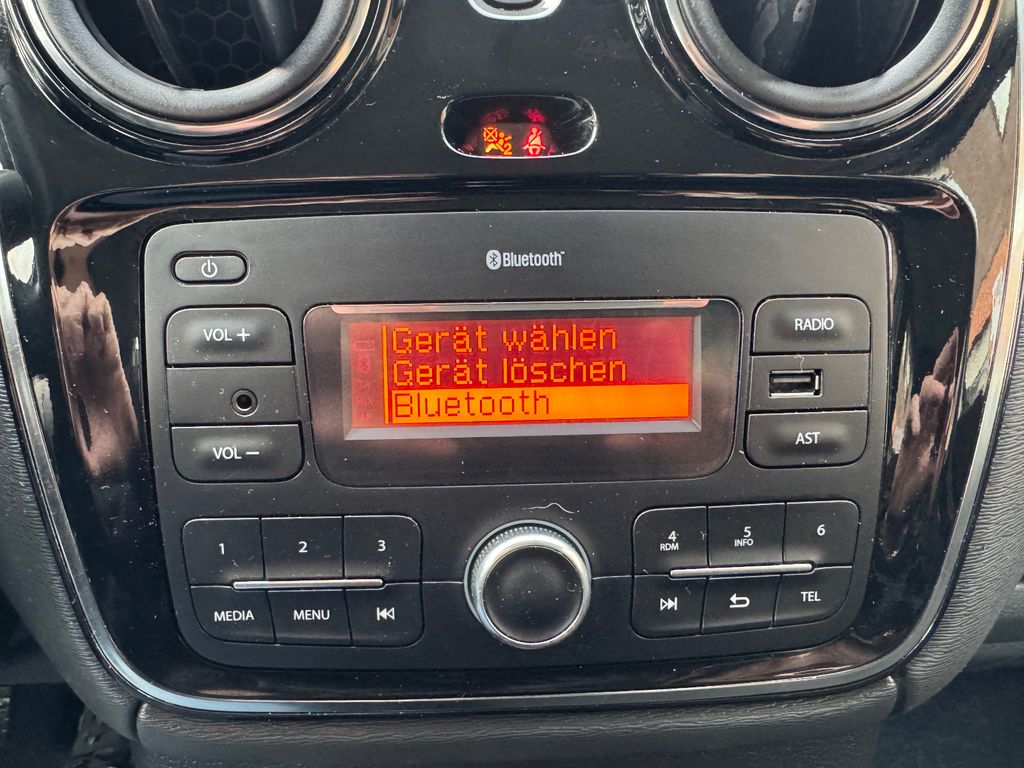 Bluetooth™
VOL +
VOL −
Gerät wählen
Gerät löschen
Bluetooth
RADIO
AST
1
2
3
MEDIA
MENU
4
RDM
5
INFO
6
TEL